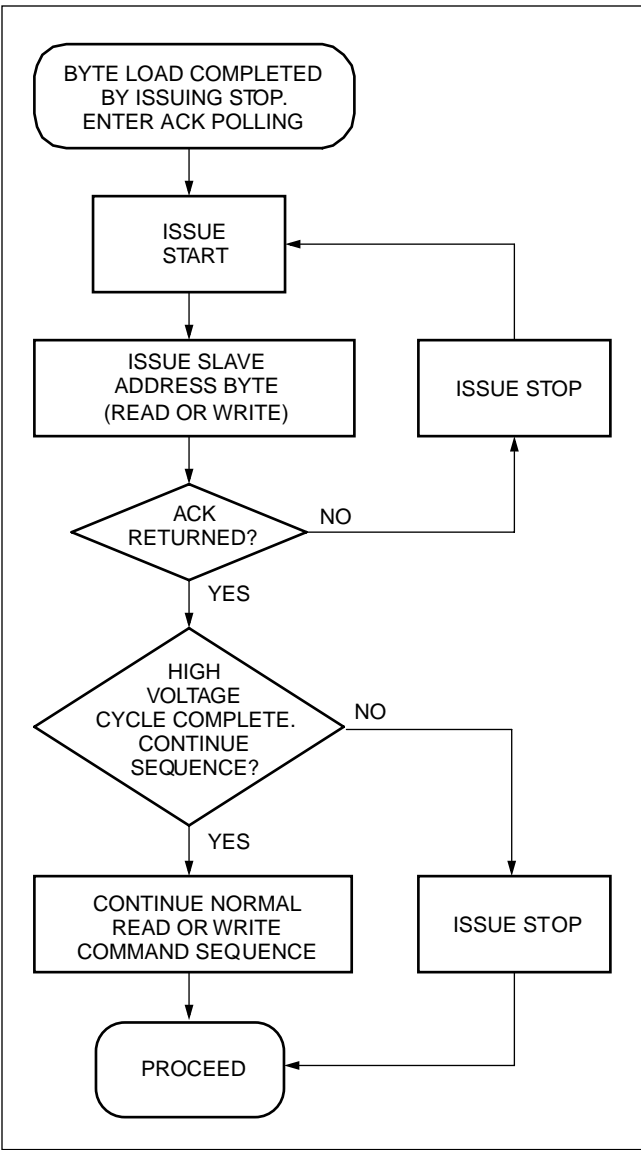 BYTE LOAD COMPLETED
BY ISSUING STOP.
ENTER ACK POLLING
ISSUE
START
ISSUE SLAVE
ADDRESS BYTE
(READ OR WRITE)
ISSUE STOP
ACK
RETURNED?
NO
YES
HIGH
VOLTAGE
CYCLE COMPLETE.
CONTINUE
SEQUENCE?
NO
YES
CONTINUE NORMAL
READ OR WRITE
COMMAND SEQUENCE
ISSUE STOP
PROCEED